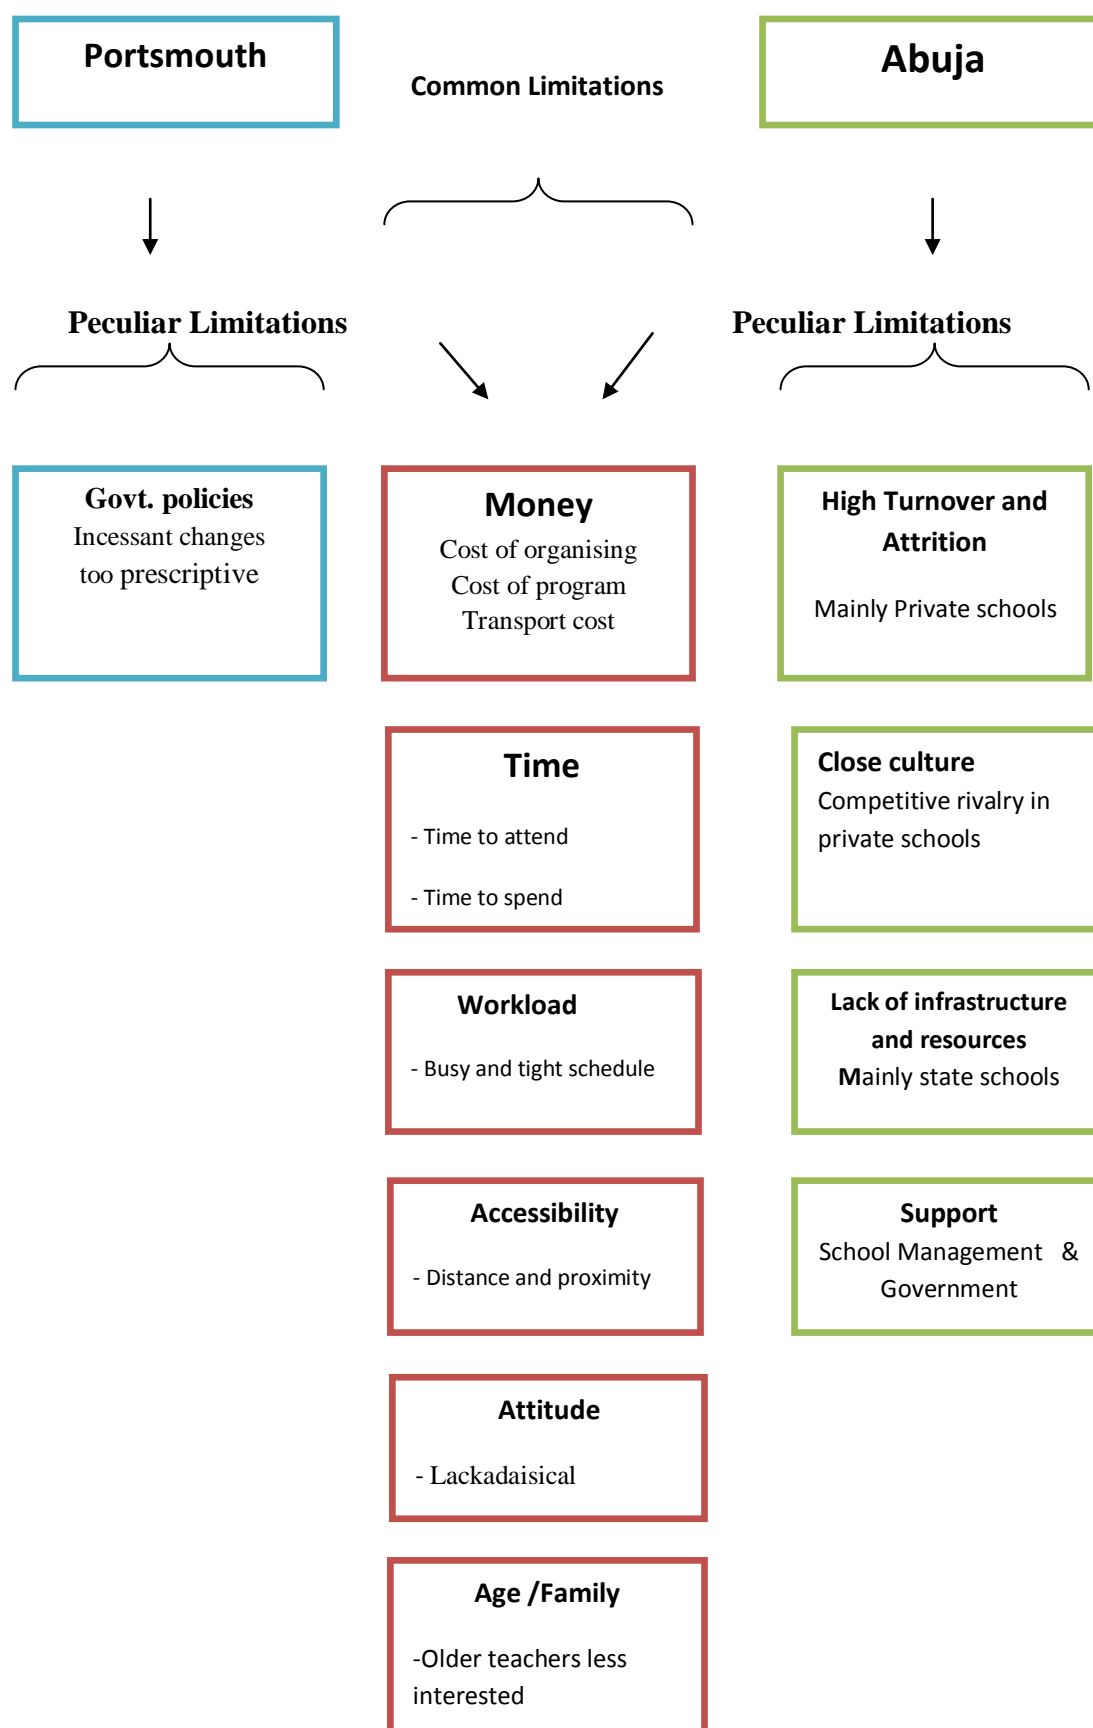 Portsmouth
Common Limitations
Abuja
Peculiar Limitations
Peculiar Limitations
Govt. policies
Incessant changes
too prescriptive
Money
Cost of organising
Cost of program
Transport cost
High Turnover and
Attrition
Mainly Private schools
Time
- Time to attend
- Time to spend
Close culture
Competitive rivalry in
private schools
Workload
- Busy and tight schedule
Lack of infrastructure
and resources
Mainly state schools
Accessibility
- Distance and proximity
Support
School Management &
Government
Attitude
- Lackadaisical
Age /Family
-Older teachers less
interested